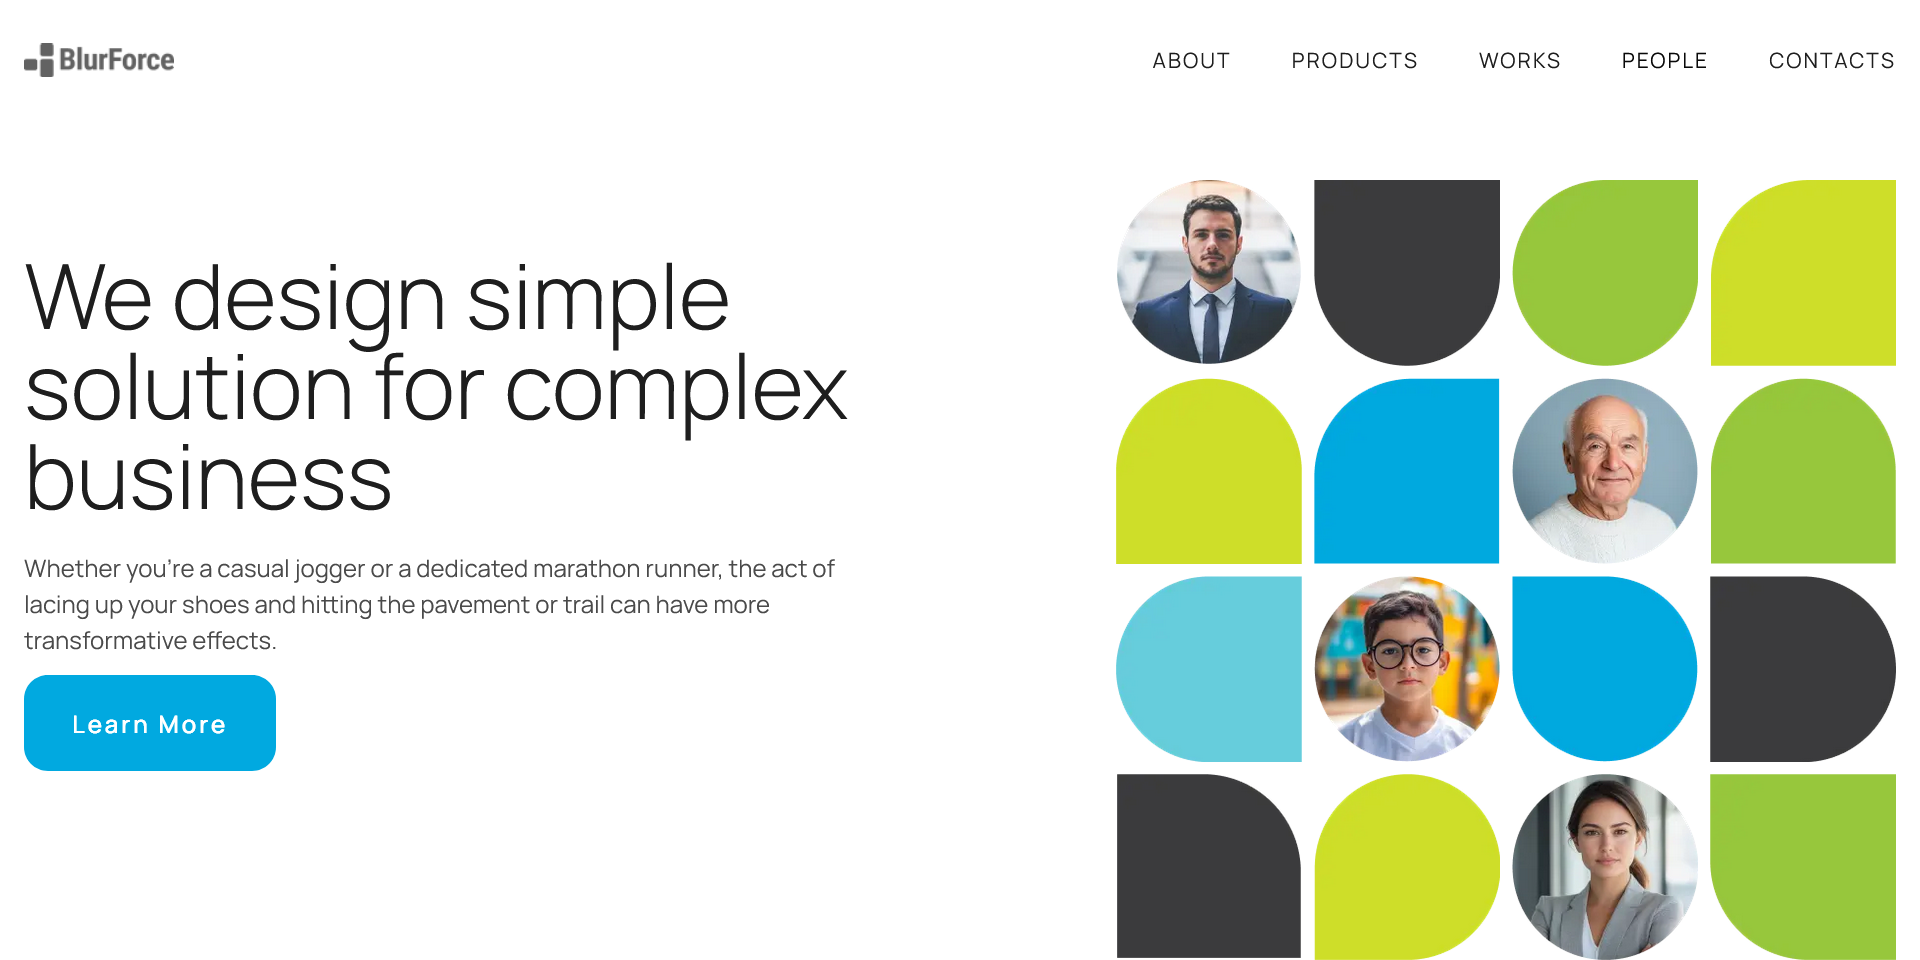 BlurForce
ABOUT PRODUCTS WORKS PEOPLE CONTACTS
We design simple
solution for complex
business
Whether you’re a casual jogger or a dedicated marathon runner, the act of
lacing up your shoes and hitting the pavement or trail can have more
transformative effects.
Learn More